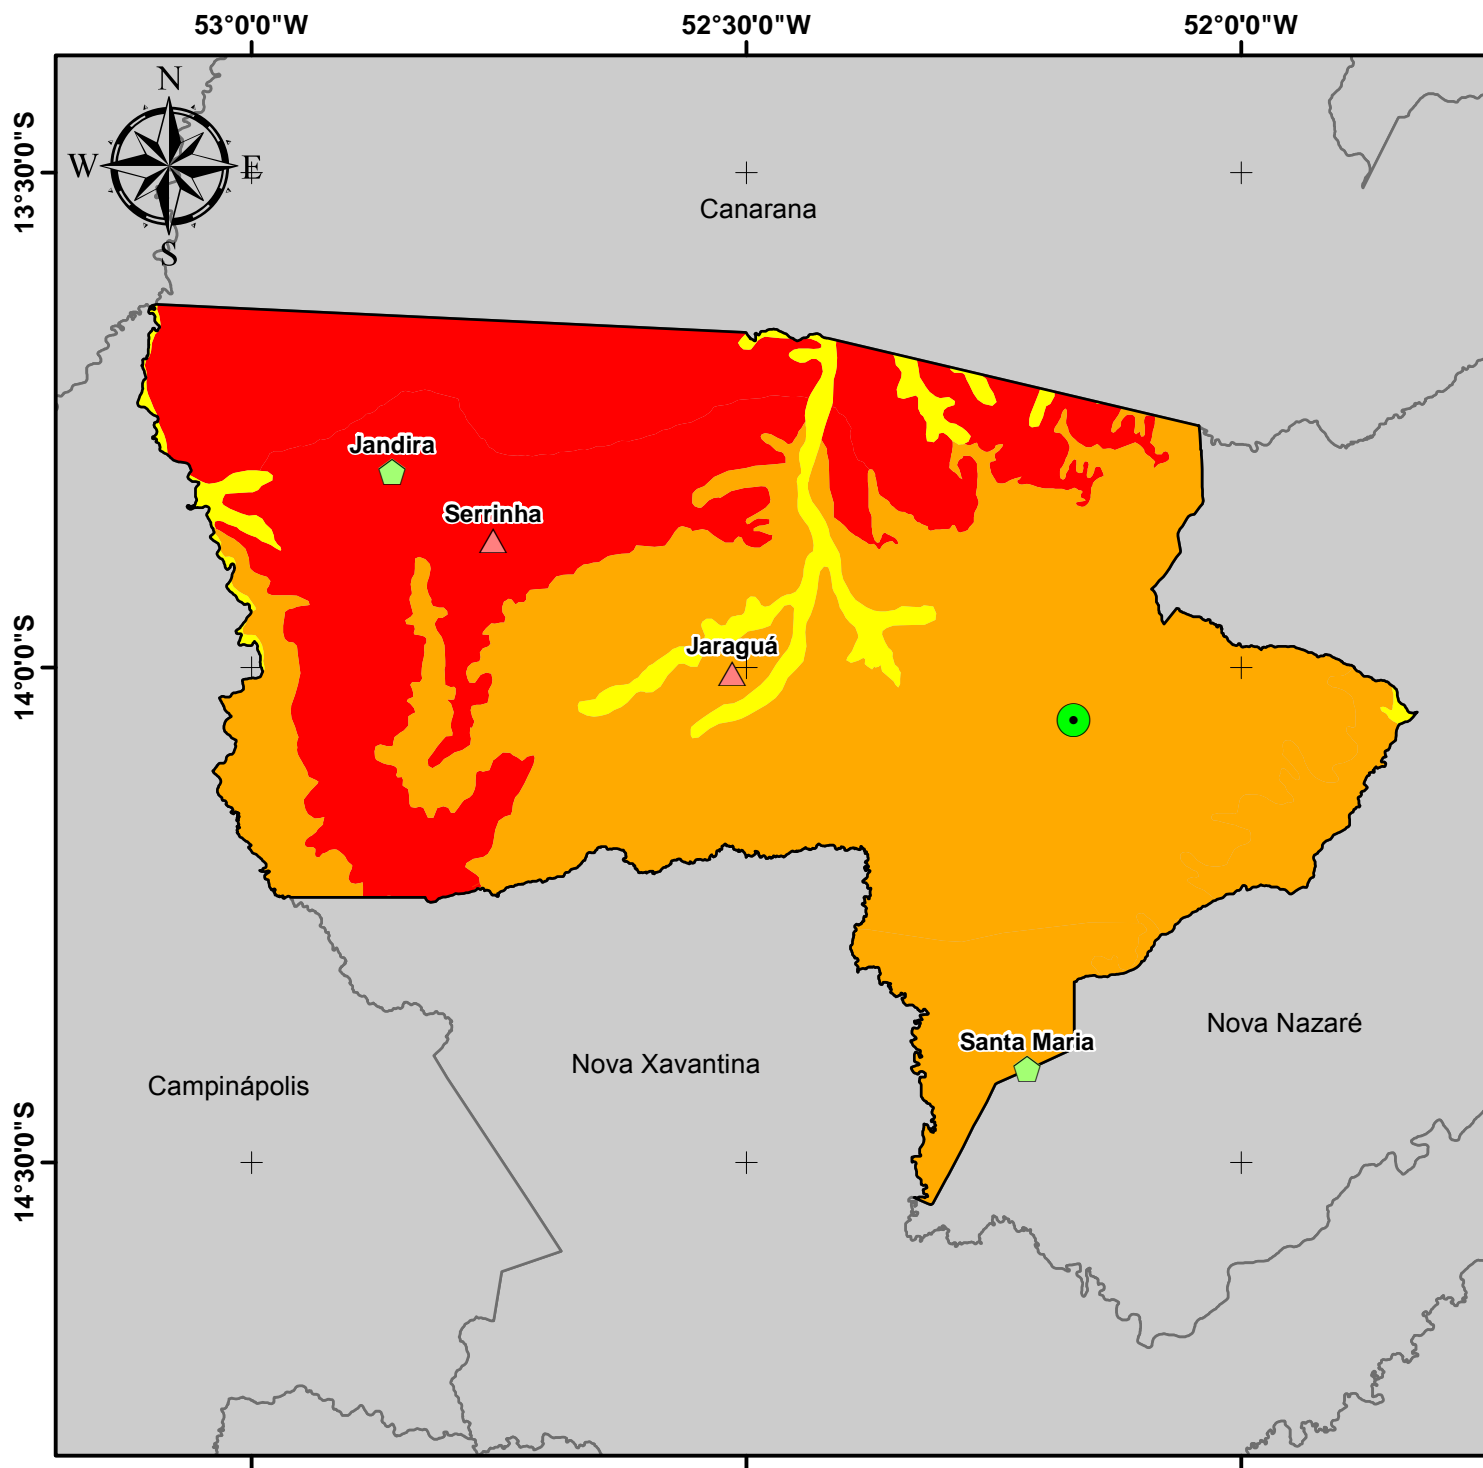 53°0'0"W
52°30'0"W
52°0'0"W
N
W
E
S
13°30'0"S
Canarana
Jandira
Serrinha
Jaraguá
14°0'0"S
Nova Nazaré
Santa Maria
Nova Xavantina
Campinápolis
14°30'0"S